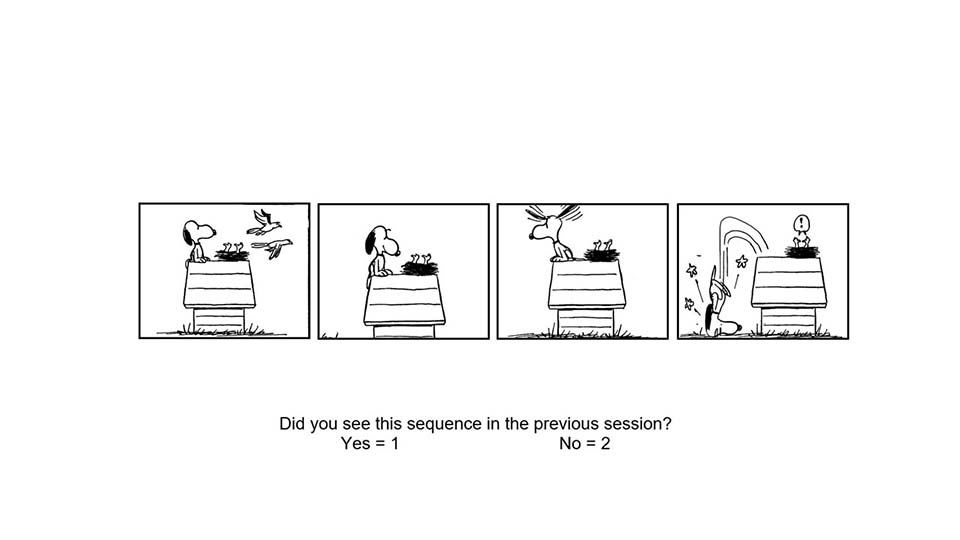 !
Did you see this sequence in the previous session?
Yes = 1 No = 2